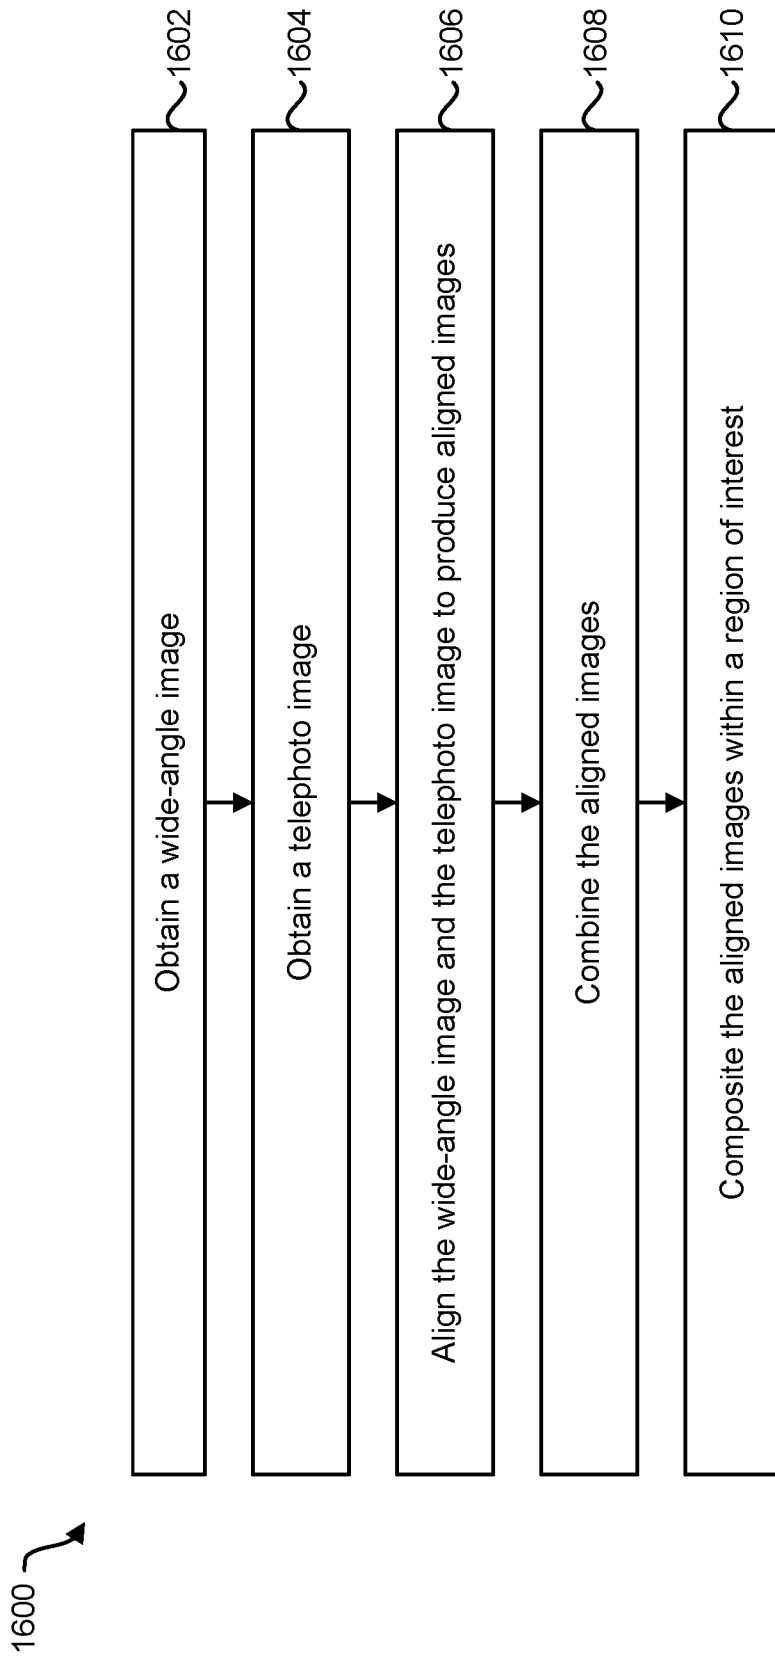 1600
Obtain a wide-angle image
1602
Obtain a telephoto image
1604
Align the wide-angle image and the telephoto image to produce aligned images
1606
Combine the aligned images
1608
Composite the aligned images within a region of interest
1610